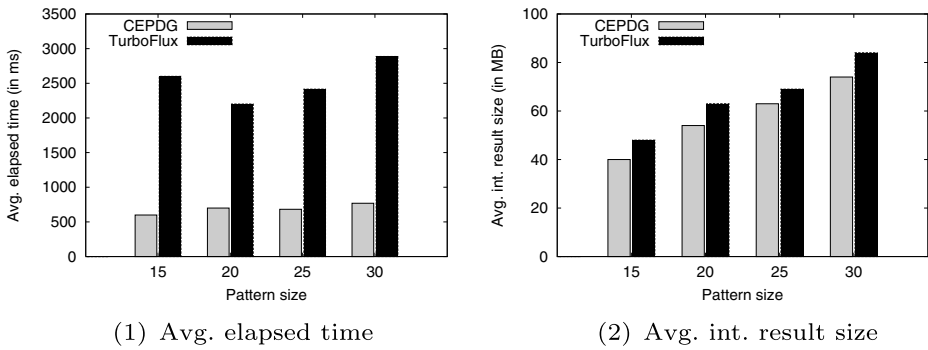 CEPDG
TurboFlux
3500
3000
2500
2000
1500
1000
500
0
Avg. elapsed time (in ms)
15 20 25 30
Pattern size
(1) Avg. elapsed time
CEPDG
TurboFlux
100
80
60
40
20
0
Avg. int. result size (in MB)
15 20 25 30
Pattern size
(2) Avg. int. result size